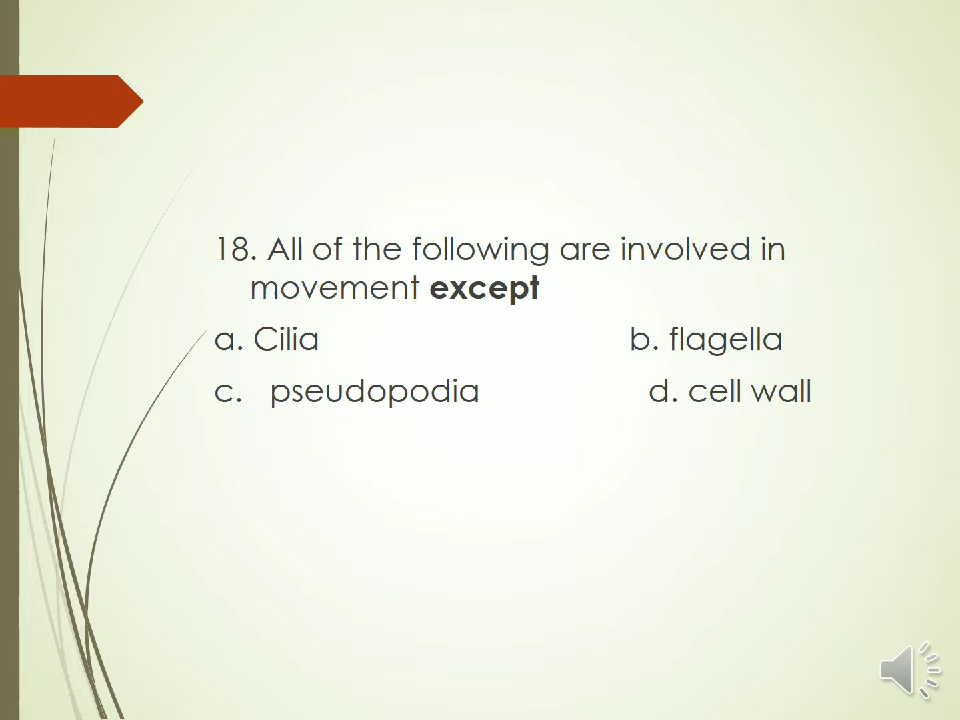 18. All of the following are involved in
movement except
a. Cilia b. flagella
c. pseudopodia d. cell wall